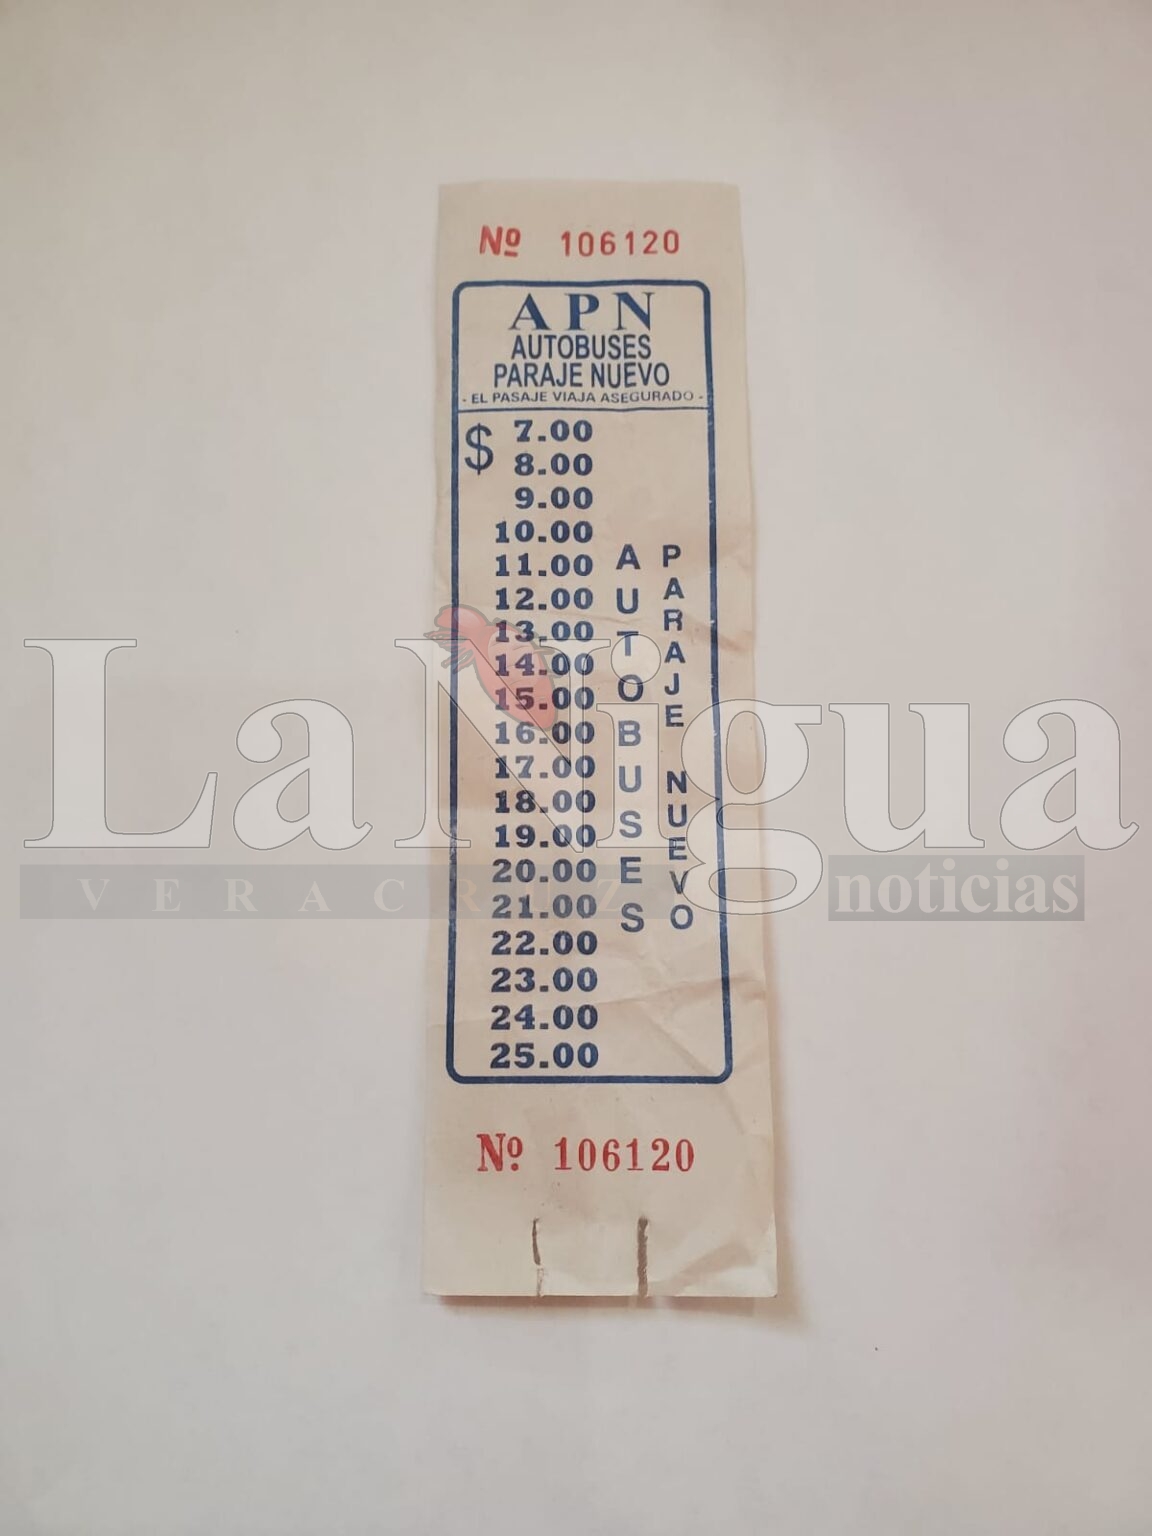 Nº 106120
APN
AUTOBUSES
PARAJE NUEVO
- EL PASAJE VIAJA ASEGURADO -
$ 7.00
8.00
9.00
10.00
11.00
12.00
13.00
14.00
15.00
16.00
17.00
18.00
19.00
20.00
21.00
22.00
23.00
24.00
25.00
AUTOBUSES
PARAJE NUEVO
Nº 106120
La Nigua
VERACRUZ
noticias